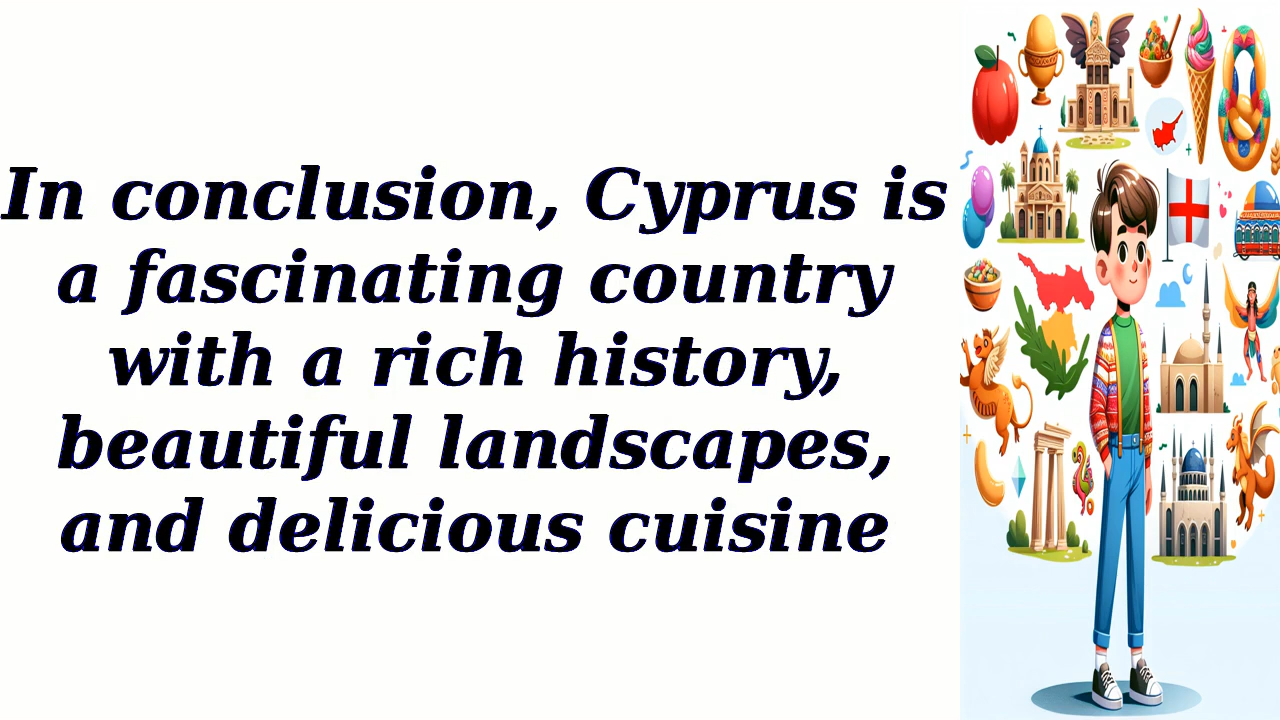 In conclusion, Cyprus is
a fascinating country
with a rich history,
beautiful landscapes,
and delicious cuisine